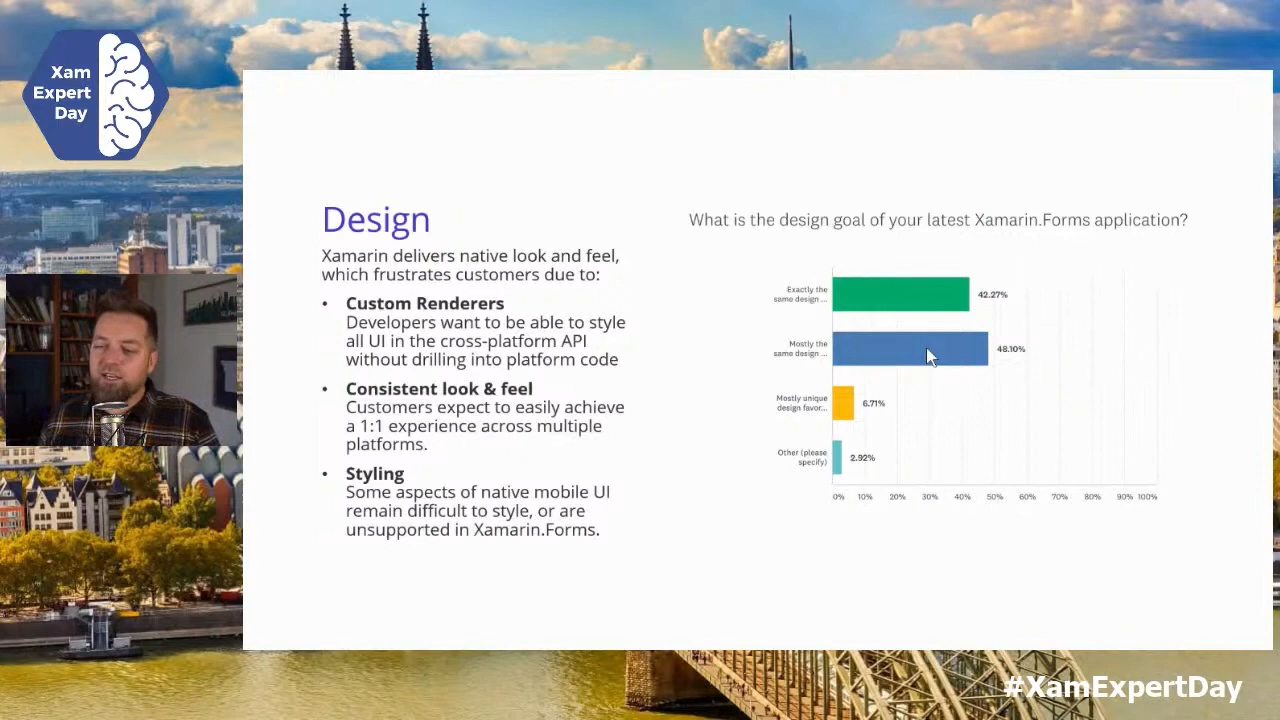 Xam
Expert
Day
Design
Xamarin delivers native look and feel,
which frustrates customers due to:
• Custom Renderers
Developers want to be able to style
all UI in the cross-platform API
without drilling into platform code
• Consistent look & feel
Customers expect to easily achieve
a 1:1 experience across multiple
platforms.
• Styling
Some aspects of native mobile UI
remain difficult to style, or are
unsupported in Xamarin.Forms.
What is the design goal of your latest Xamarin.Forms application?
Exactly the
same design ...
42.27%
Mostly the
same design ...
48.10%
Mostly unique
design favor...
6.71%
Other (please
specify)
2.92%
0% 10% 20% 30% 40% 50% 60% 70% 80% 90% 100%
#XamExpertDay